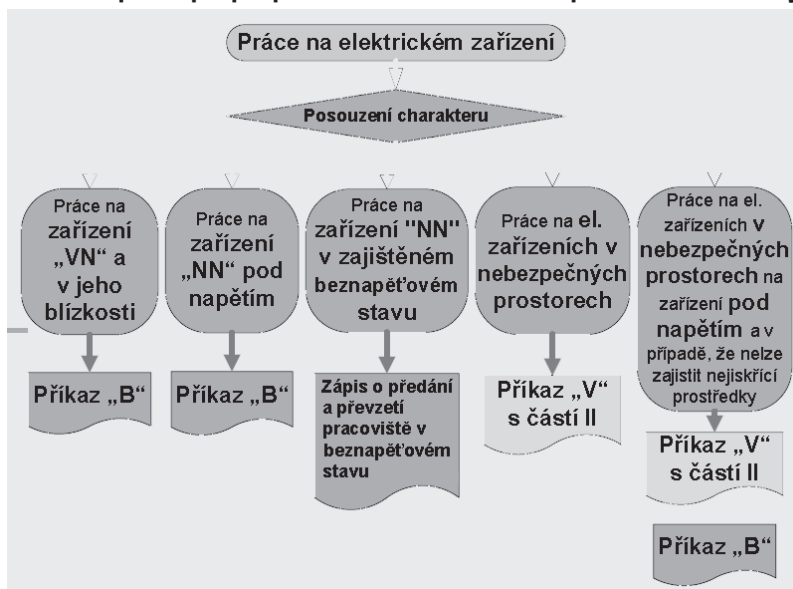 Práce na elektrickém zařízení
Posouzení charakteru
Práce na
zařízení
„VN“ a
v jeho
blízkosti
Příkaz „B“
Práce na
zařízení
„NN“ pod
napětím
Příkaz „B“
Práce na
zařízení "NN"
v zajištěném
beznapěťovém
stavu
Zápis o předání
a převzetí
pracoviště v
beznapěťovém
stavu
Práce na el.
zařízeních v
nebezpečných
prostorech
Příkaz „V“
s částí II
Práce na el.
zařízeních v
nebezpečných
prostorech na
zařízení pod
napětím a v
případě, že nelze
zajistit nejiskřící
prostředky
Příkaz „V“
s částí II
Příkaz „B“